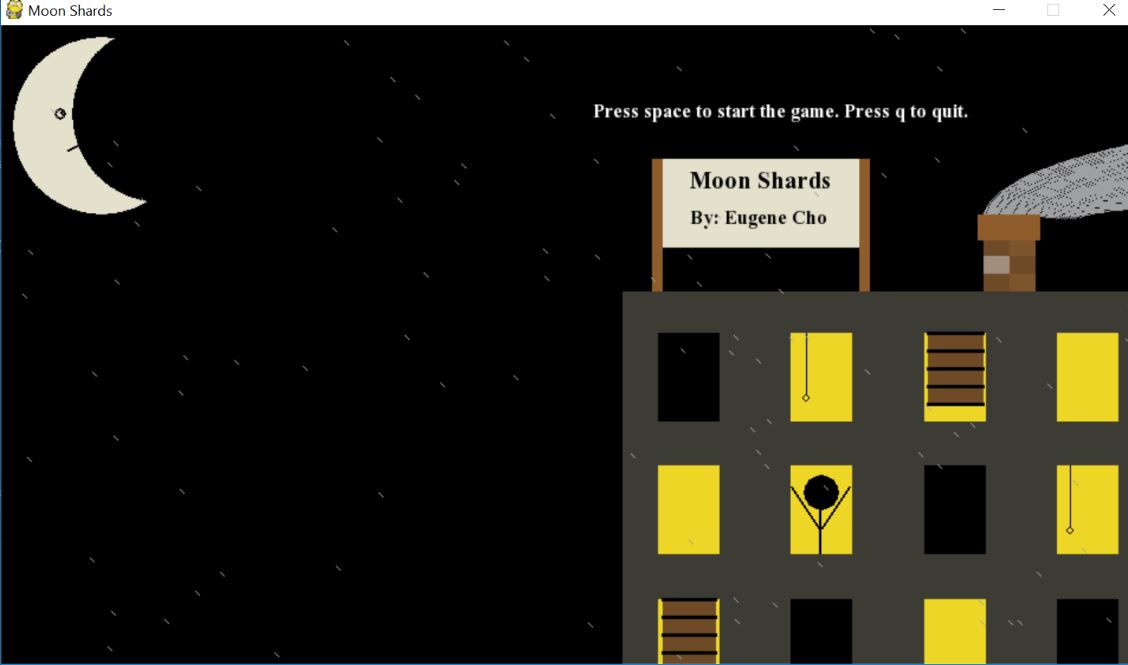 Moon Shards
Press space to start the game. Press q to quit.
Moon Shards
By: Eugene Cho